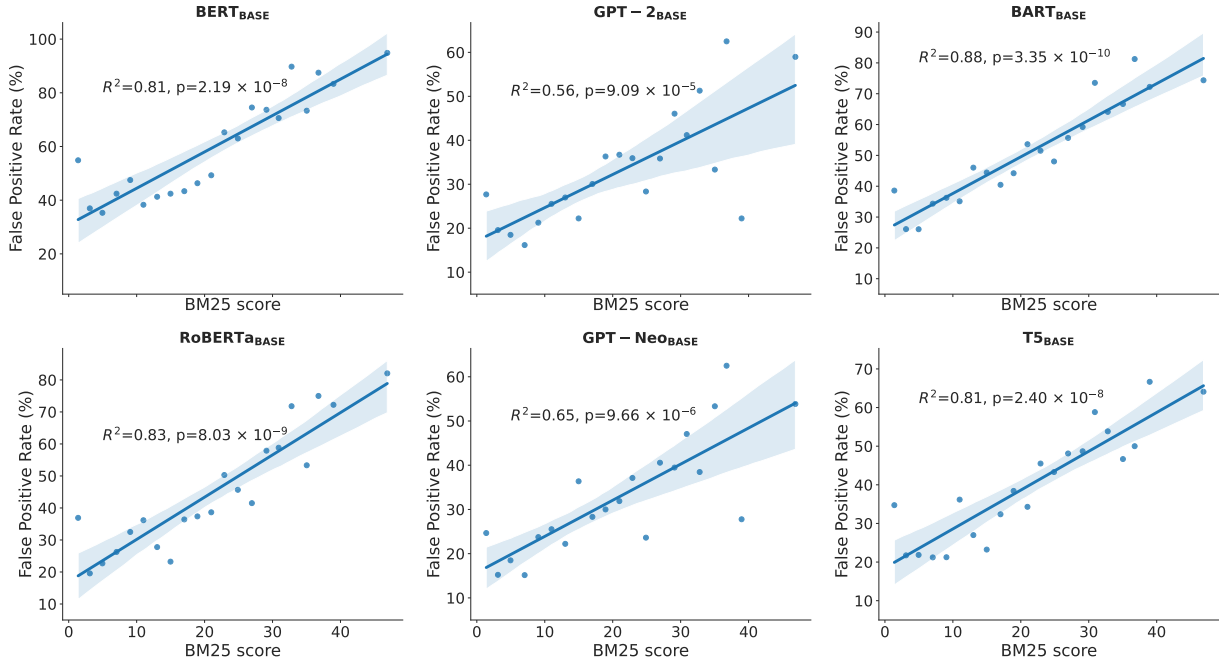 BERT_BASE
False Positive Rate (%)
100
80
60
40
20
R²=0.81, p=2.19 × 10⁻⁸
BM25 score
GPT − 2_BASE
False Positive Rate (%)
60
50
40
30
20
10
R²=0.56, p=9.09 × 10⁻⁵
BM25 score
BART_BASE
False Positive Rate (%)
90
80
70
60
50
40
30
20
10
R²=0.88, p=3.35 × 10⁻¹⁰
BM25 score
RoBERTa_BASE
False Positive Rate (%)
80
70
60
50
40
30
20
10
R²=0.83, p=8.03 × 10⁻⁹
0 10 20 30 40
BM25 score
GPT − Neo_BASE
False Positive Rate (%)
60
50
40
30
20
10
R²=0.65, p=9.66 × 10⁻⁶
0 10 20 30 40
BM25 score
T5_BASE
False Positive Rate (%)
70
60
50
40
30
20
10
R²=0.81, p=2.40 × 10⁻⁸
0 10 20 30 40
BM25 score